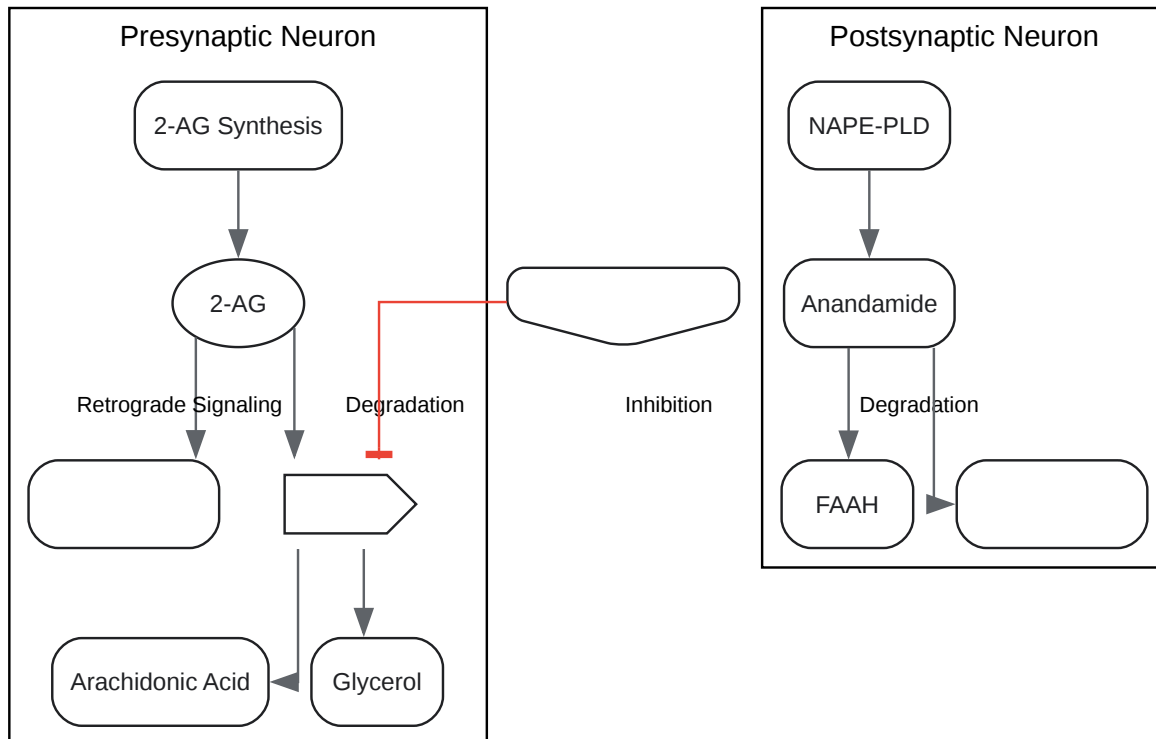 Presynaptic Neuron
Postsynaptic Neuron
2-AG Synthesis
NAPE-PLD
2-AG
Anandamide
Retrograde Signaling
Degradation
Inhibition
Degradation
FAAH
Arachidonic Acid
Glycerol